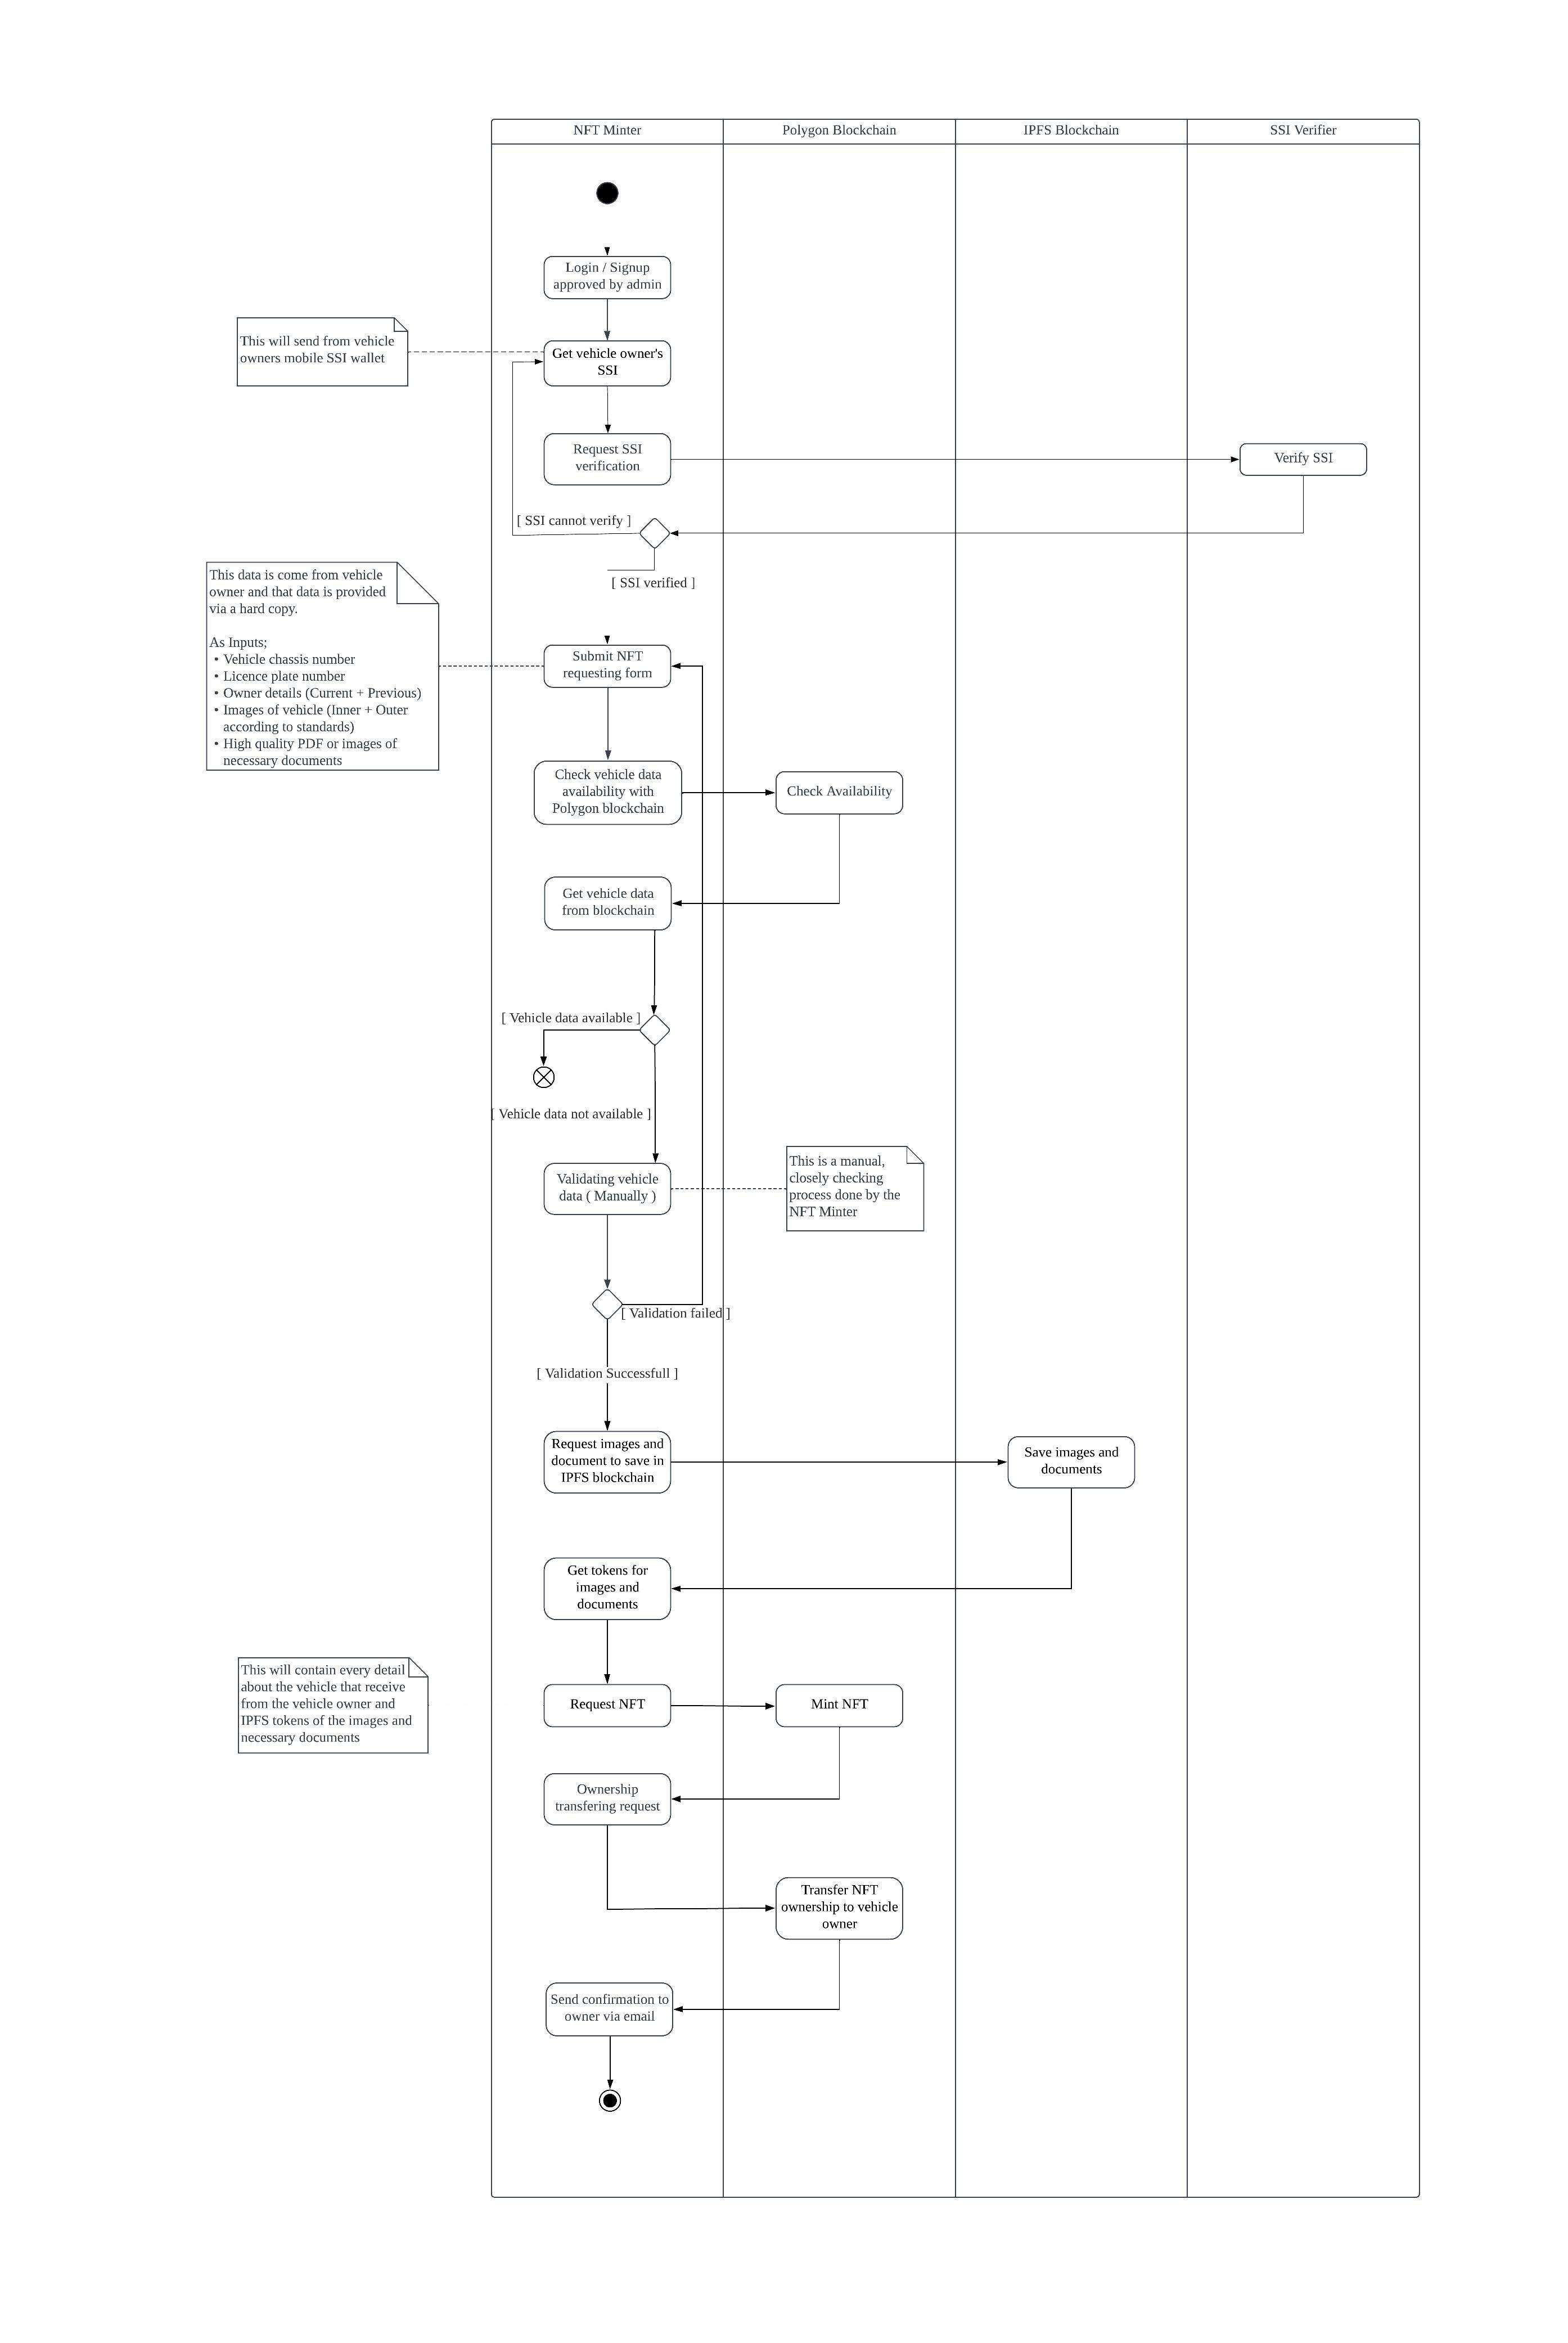 NFT Minter
Polygon Blockchain
IPFS Blockchain
SSI Verifier
Login / Signup
approved by admin
This will send from vehicle
owners mobile SSI wallet
Get vehicle owner's
SSI
Request SSI
verification
Verify SSI
[ SSI cannot verify ]
[ SSI verified ]
This data is come from vehicle
owner and that data is provided
via a hard copy.
As Inputs;
• Vehicle chassis number
• Licence plate number
• Owner details (Current + Previous)
• Images of vehicle (Inner + Outer
according to standards)
• High quality PDF or images of
necessary documents
Submit NFT
requesting form
Check vehicle data
availability with
Polygon blockchain
Check Availability
Get vehicle data
from blockchain
[ Vehicle data available ]
[ Vehicle data not available ]
Validating vehicle
data ( Manually )
This is a manual,
closely checking
process done by the
NFT Minter
[ Validation failed ]
[ Validation Successfull ]
Request images and
document to save in
IPFS blockchain
Save images and
documents
Get tokens for
images and
documents
This will contain every detail
about the vehicle that receive
from the vehicle owner and
IPFS tokens of the images and
necessary documents
Request NFT
Mint NFT
Ownership
transfering request
Transfer NFT
ownership to vehicle
owner
Send confirmation to
owner via email